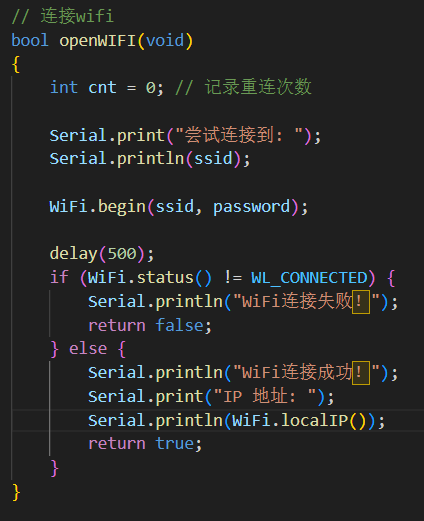 // 连接wifi
bool openWIFI(void)
{
    int cnt = 0; // 记录重连次数

    Serial.print("尝试连接到: ");
    Serial.println(ssid);

    WiFi.begin(ssid, password);

    delay(500);
    if (WiFi.status() != WL_CONNECTED) {
        Serial.println("WiFi连接失败！");
        return false;
    } else {
        Serial.println("WiFi连接成功！");
        Serial.print("IP 地址: ");
        Serial.println(WiFi.localIP());
        return true;
    }
}